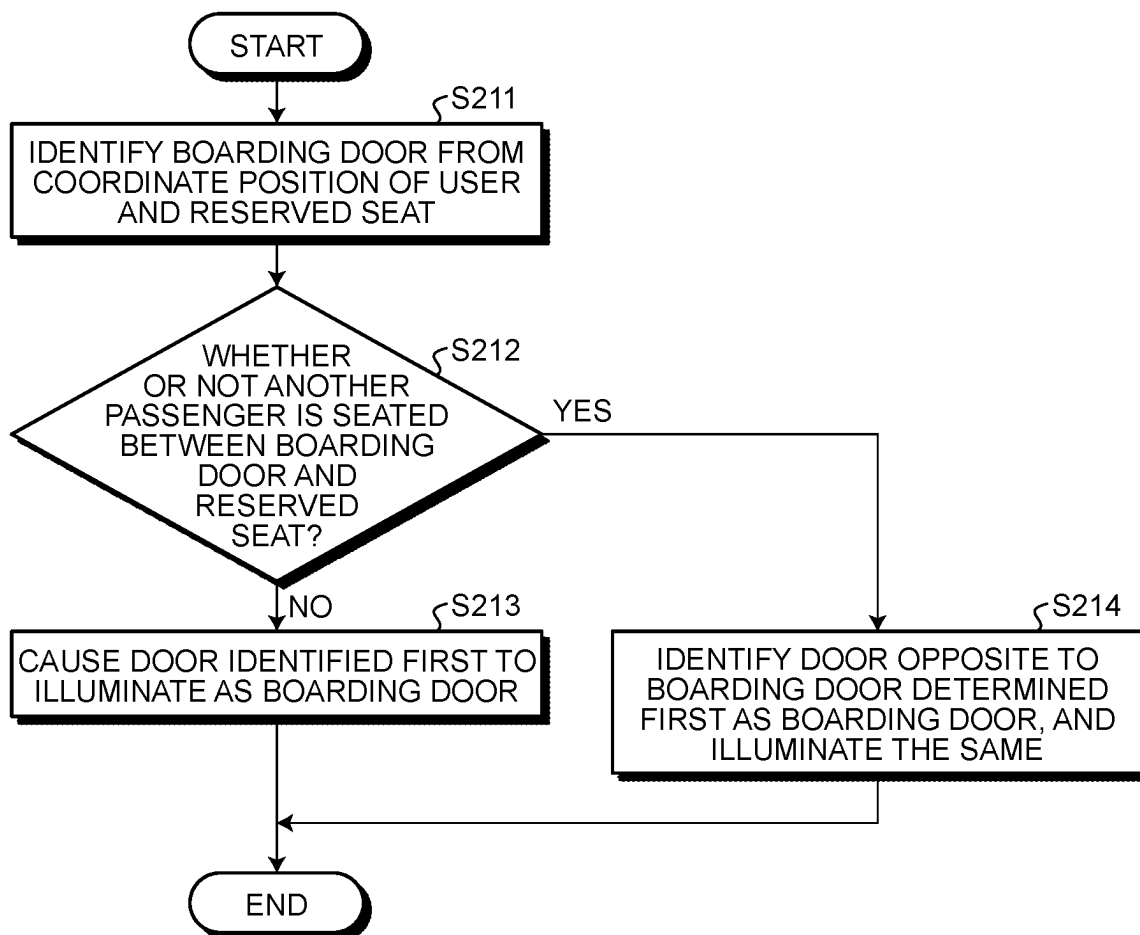 START
S211
IDENTIFY BOARDING DOOR FROM
COORDINATE POSITION OF USER
AND RESERVED SEAT
S212
WHETHER
OR NOT ANOTHER
PASSENGER IS SEATED
BETWEEN BOARDING
DOOR AND
RESERVED
SEAT?
YES
NO
S213
CAUSE DOOR IDENTIFIED FIRST TO
ILLUMINATE AS BOARDING DOOR
S214
IDENTIFY DOOR OPPOSITE TO
BOARDING DOOR DETERMINED
FIRST AS BOARDING DOOR, AND
ILLUMINATE THE SAME
END